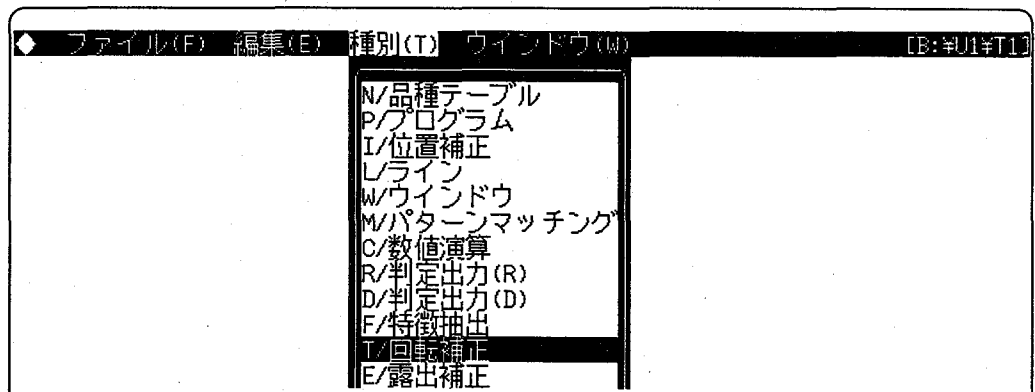 ◆ ファイル(F) 編集(E) 種別(T) ウインドウ(W) [B:¥U1¥T1]
N/品種テーブル
P/プログラム
I/位置補正
L/ライン
W/ウインドウ
M/パターンマッチング
C/数値演算
R/判定出力(R)
D/判定出力(D)
F/特徴抽出
T/回転補正
E/露出補正